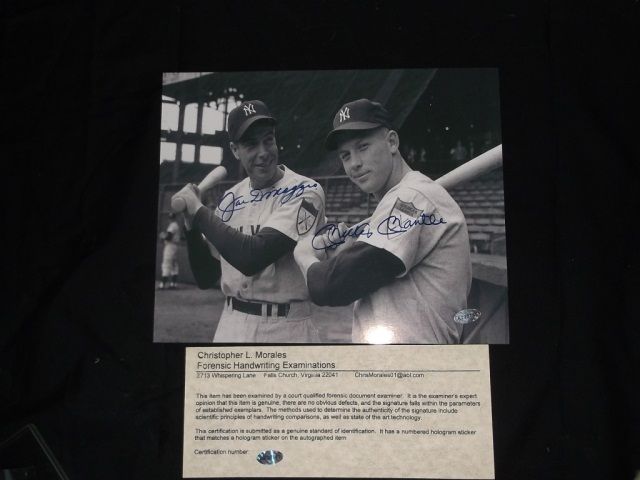 NY
NY
Joe DiMaggio
Mickey Mantle
Christopher L. Morales
Forensic Handwriting Examinations
2713 Whispering Lane Falls Church, Virginia 22041 ChrisMorales01@aol.com
This item has been examined by a court qualified forensic document examiner. It is the examiner's expert
opinion that this item is genuine, there are no obvious defects, and the signature falls within the parameters
of established exemplars. The methods used to determine the authenticity of the signature include
scientific principles of handwriting comparisons, as well as state of the art technology.
This certification is submitted as a genuine standard of identification. It has a numbered hologram sticker
that matches a hologram sticker on the autographed item
Certification number: